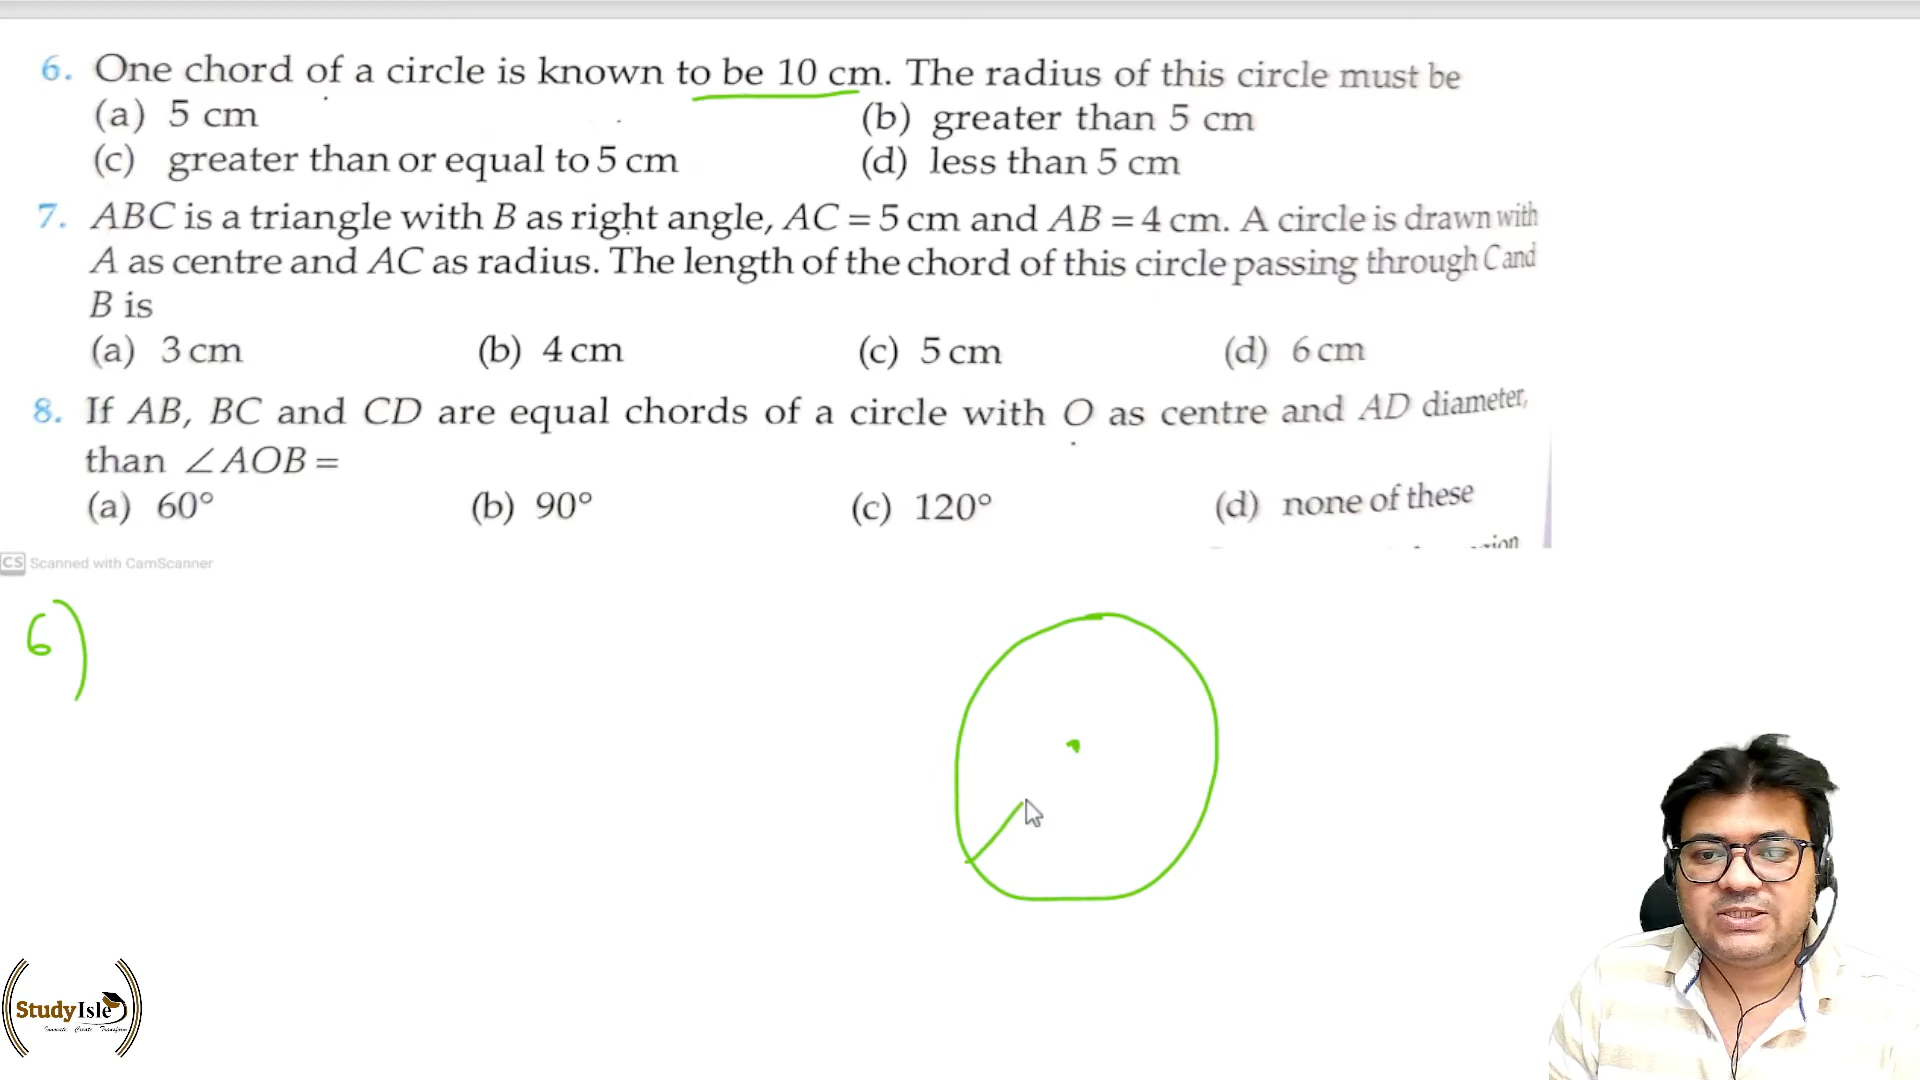 6. One chord of a circle is known to be 10 cm. The radius of this circle must be
(a) 5 cm (b) greater than 5 cm
(c) greater than or equal to 5 cm (d) less than 5 cm
7. ABC is a triangle with B as right angle, AC = 5 cm and AB = 4 cm. A circle is drawn with
A as centre and AC as radius. The length of the chord of this circle passing through C and
B is
(a) 3 cm (b) 4 cm (c) 5 cm (d) 6 cm
8. If AB, BC and CD are equal chords of a circle with O as centre and AD diameter,
than ∠AOB =
(a) 60° (b) 90° (c) 120° (d) none of these
CS Scanned with CamScanner
6)
StudyIsle
Innovate Create Transform